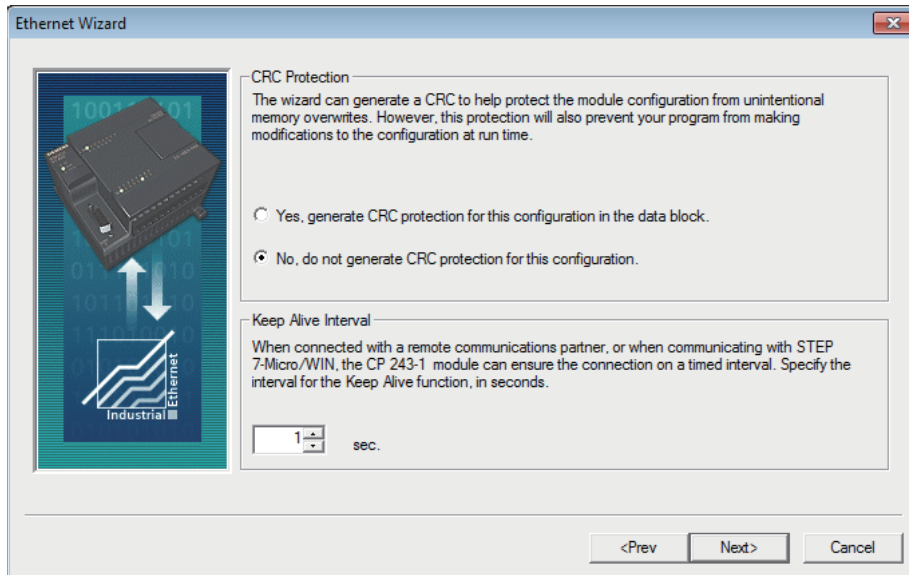 Ethernet Wizard
CRC Protection
The wizard can generate a CRC to help protect the module configuration from unintentional
memory overwrites. However, this protection will also prevent your program from making
modifications to the configuration at run time.
Yes, generate CRC protection for this configuration in the data block.
No, do not generate CRC protection for this configuration.
Keep Alive Interval
When connected with a remote communications partner, or when communicating with STEP
7-Micro/WIN, the CP 243-1 module can ensure the connection on a timed interval. Specify the
interval for the Keep Alive function, in seconds.
1
sec.
Industrial
Ethernet
<Prev
Next>
Cancel